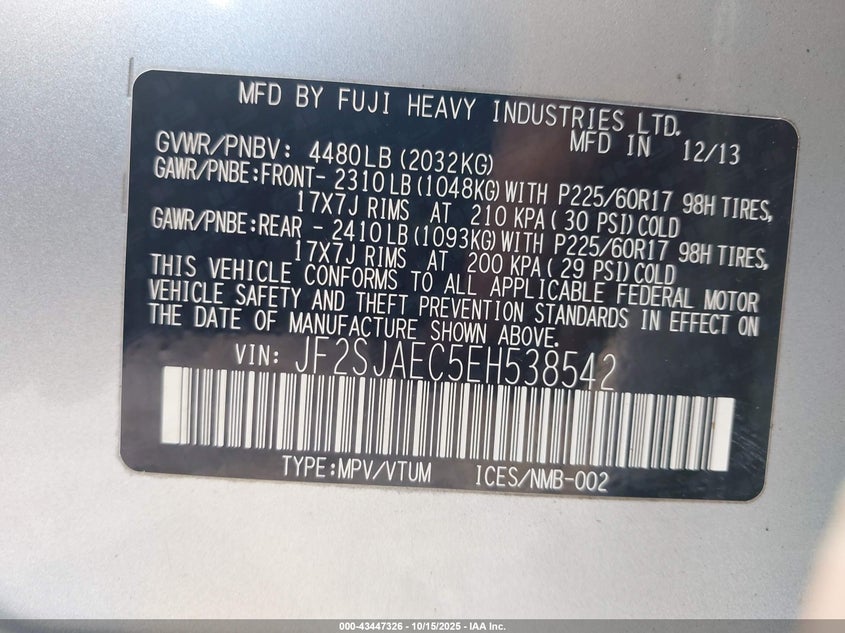 MFD BY FUJI HEAVY INDUSTRIES LTD.
MFD IN 12/13
GVWR/PNBV: 4480LB(2032KG)
GAWR/PNBE:FRONT- 2310LB(1048KG)WITH P225/60R17 98H TIRES,
17X7J RIMS AT 210 KPA(30 PSI)COLD
GAWR/PNBE:REAR - 2410LB(1093KG)WITH P225/60R17 98H TIRES,
17X7J RIMS AT 200 KPA(29 PSI)COLD
THIS VEHICLE CONFORMS TO ALL APPLICABLE FEDERAL MOTOR
VEHICLE SAFETY AND THEFT PREVENTION STANDARDS IN EFFECT ON
THE DATE OF MANUFACTURE SHOWN ABOVE.
VIN: JF2SJAEC5EH538542
TYPE:MPV/VTUM ICES/NMB-002
000-43447326 - 10/15/2025 - IAA Inc.